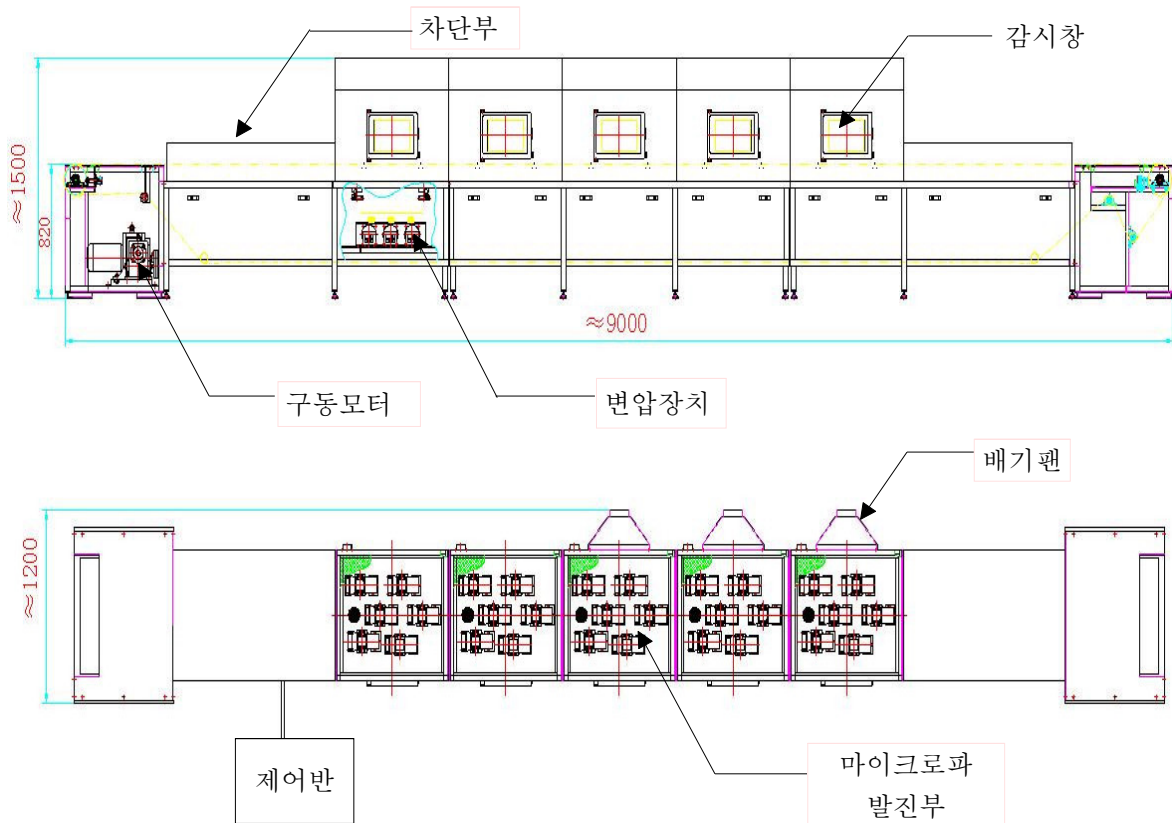 차단부
감시창
≈1500
820
≈9000
구동모터
변압장치
배기팬
≈1200
제어반
마이크로파
발진부